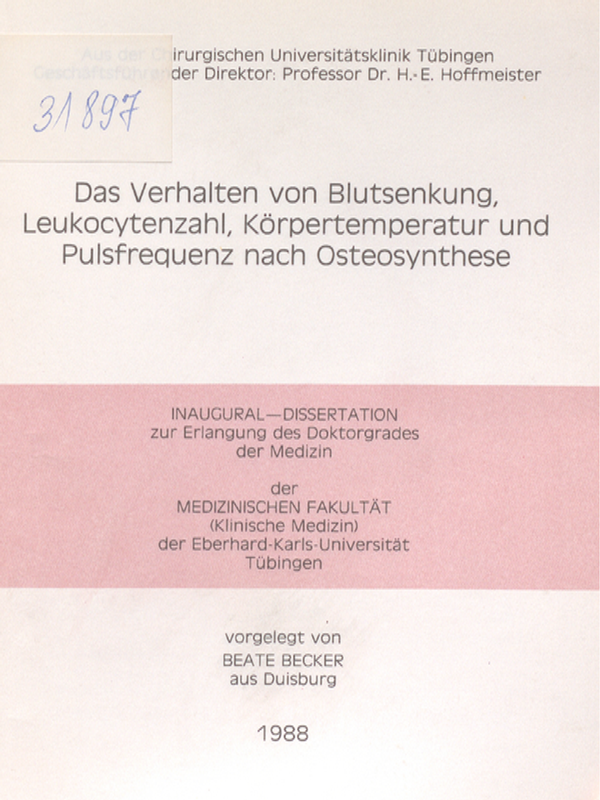 Aus der Chirurgischen Universitätsklinik Tübingen
Geschäftsführender Direktor: Professor Dr. H.-E. Hoffmeister
31897
Das Verhalten von Blutsenkung,
Leukocytenzahl, Körpertemperatur und
Pulsfrequenz nach Osteosynthese
INAUGURAL—DISSERTATION
zur Erlangung des Doktorgrades
der Medizin
der
MEDIZINISCHEN FAKULTÄT
(Klinische Medizin)
der Eberhard-Karls-Universität
Tübingen
vorgelegt von
BEATE BECKER
aus Duisburg
1988